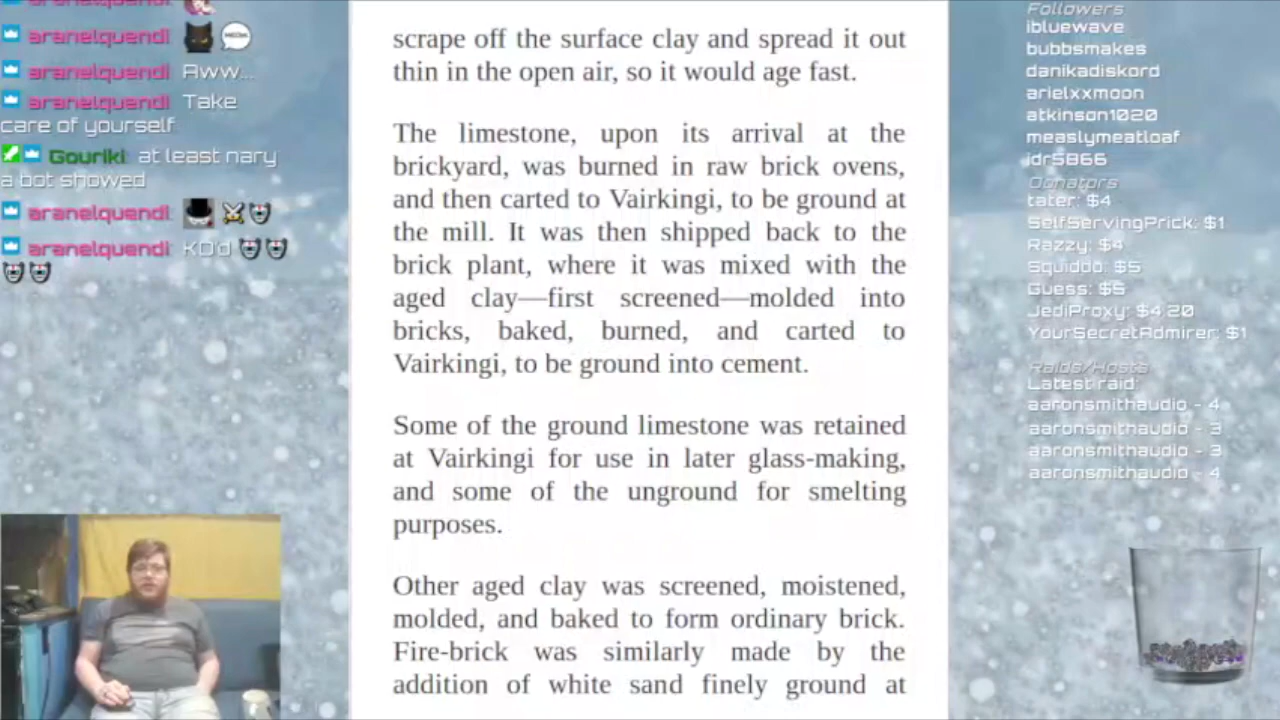 aranelquendi
aranelquendi MEOW
aranelquendi Aww...
aranelquendi Take
care of yourself
Gouriki: at least nary
a bot showed
aranelquendi
aranelquendi KO'd
scrape off the surface clay and spread it out
thin in the open air, so it would age fast.
The limestone, upon its arrival at the
brickyard, was burned in raw brick ovens,
and then carted to Vairkingi, to be ground at
the mill. It was then shipped back to the
brick plant, where it was mixed with the
aged clay—first screened—molded into
bricks, baked, burned, and carted to
Vairkingi, to be ground into cement.
Some of the ground limestone was retained
at Vairkingi for use in later glass-making,
and some of the unground for smelting
purposes.
Other aged clay was screened, moistened,
molded, and baked to form ordinary brick.
Fire-brick was similarly made by the
addition of white sand finely ground at
Followers
ibluewave
bubbsmakes
danikadiskord
arielxxmoon
atkinson1020
measlymeatloaf
jdr5866
Donators
tater: $4
SelfServingPrick: $1
Razzy: $4
Squidoo: $5
Guess: $5
JediProxy: $4.20
YourSecretAdmirer: $1
Raids/Hosts
Latest raid:
aaronsmithaudio - 4
aaronsmithaudio - 3
aaronsmithaudio - 3
aaronsmithaudio - 4